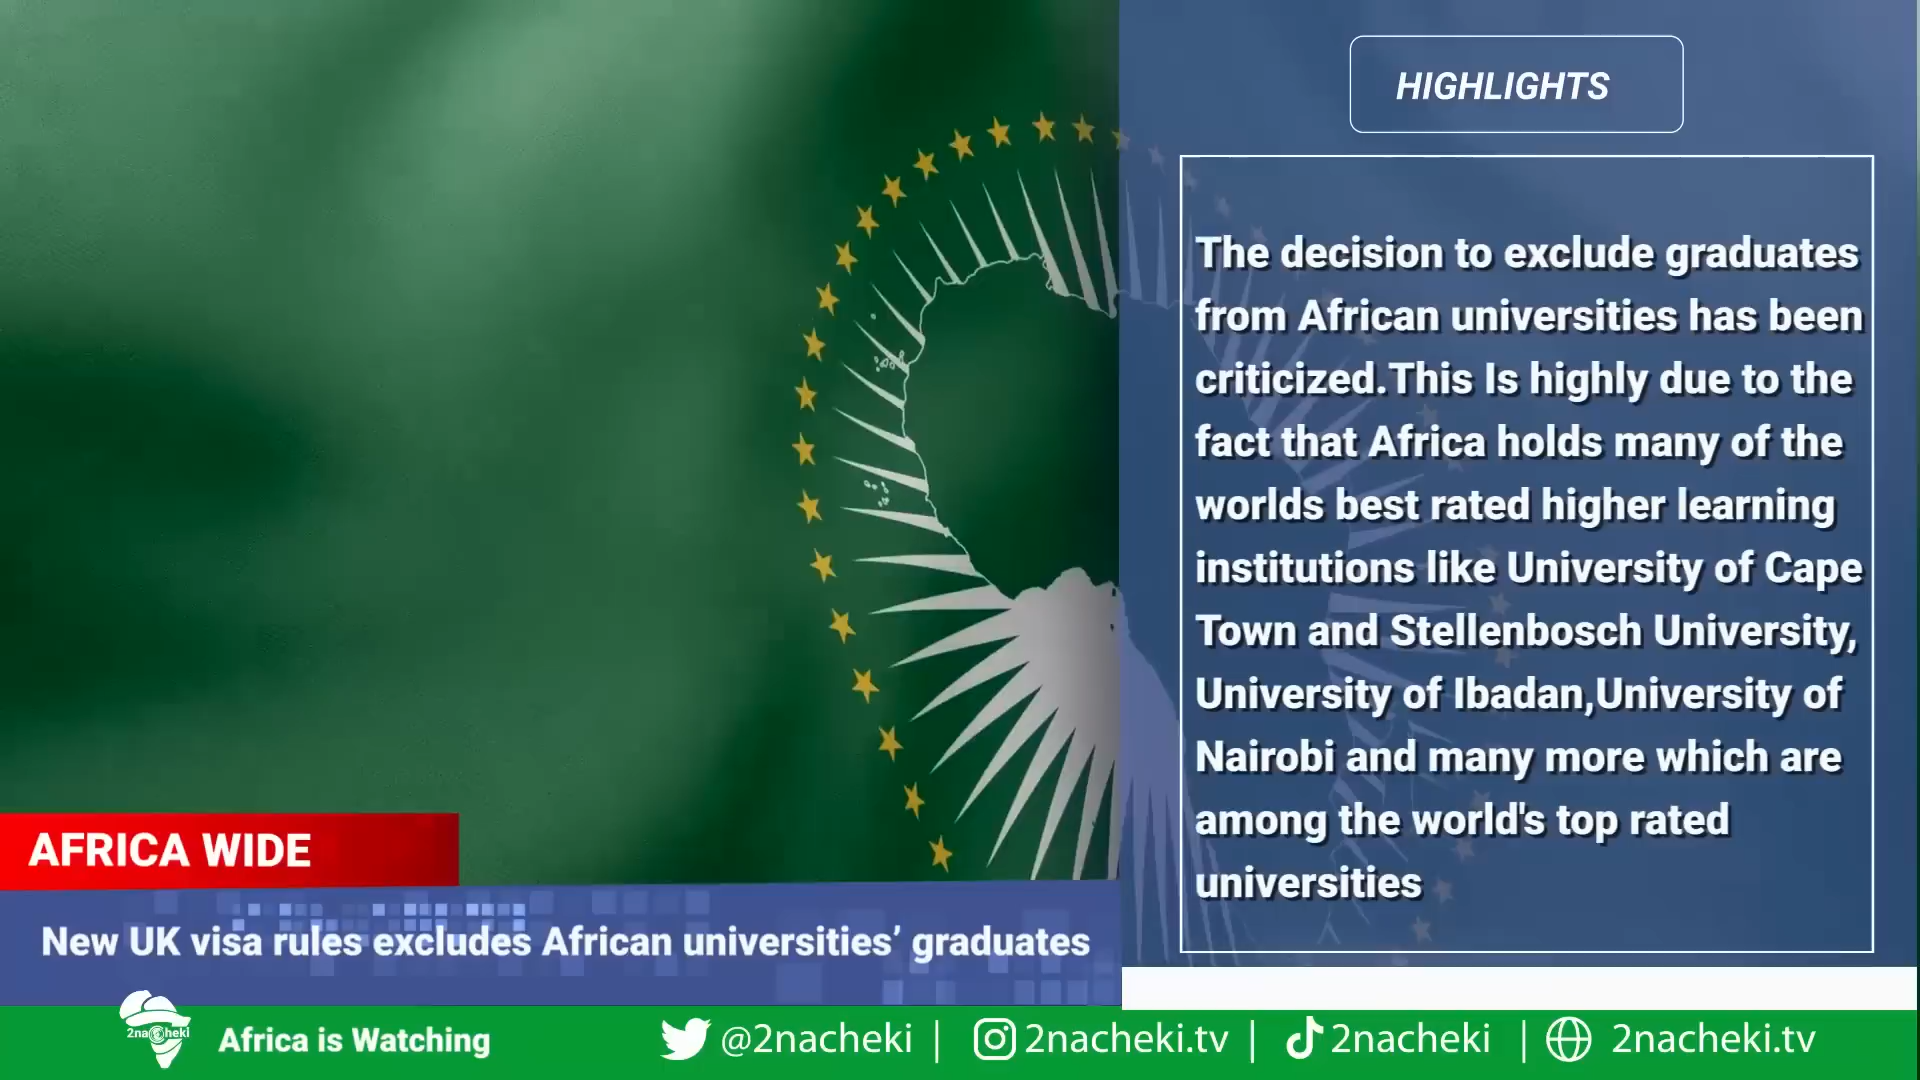 HIGHLIGHTS
The decision to exclude graduates
from African universities has been
criticized.This Is highly due to the
fact that Africa holds many of the
worlds best rated higher learning
institutions like University of Cape
Town and Stellenbosch University,
University of Ibadan,University of
Nairobi and many more which are
among the world's top rated
universities
AFRICA WIDE
New UK visa rules excludes African universities’ graduates
2nacheki
Africa is Watching
@2nacheki |
2nacheki.tv |
2nacheki |
2nacheki.tv